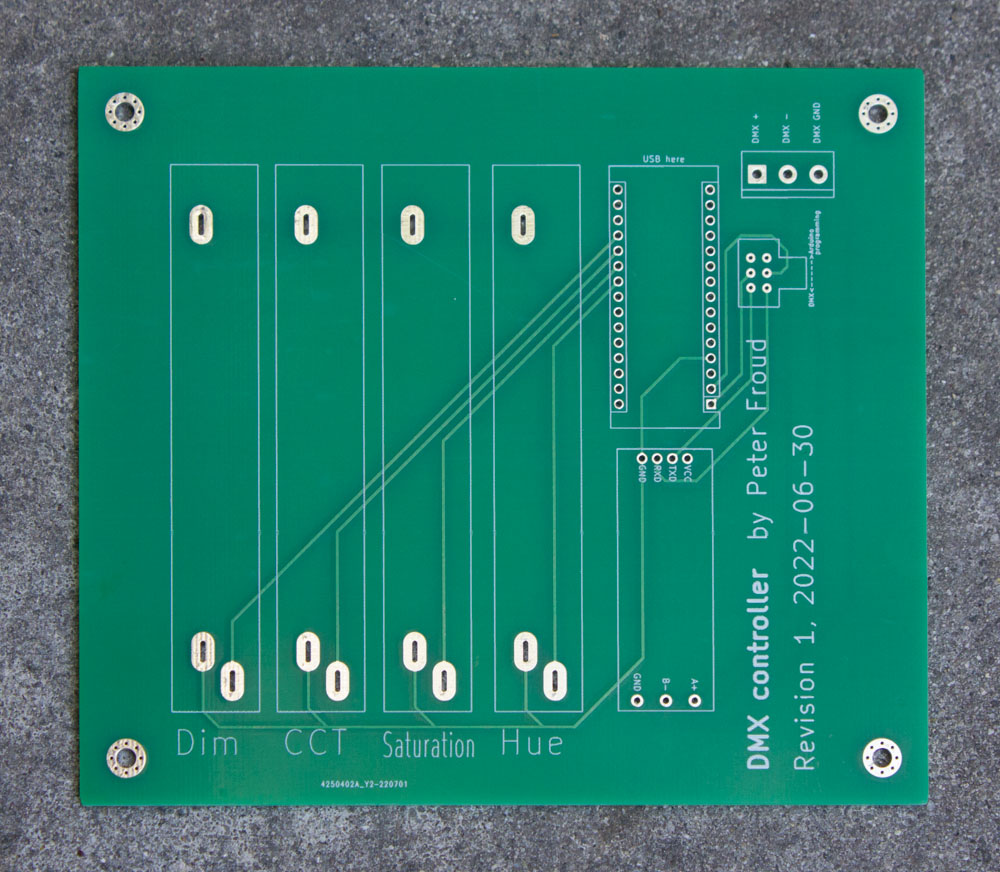 DMX +
DMX -
DMX GND
USB here
DMX<------>Arduino
programming
GND
RXD
TXD
VCC
GND
B-
A+
DMX controller by Peter Froud
Revision 1, 2022-06-30
Dim
CCT
Saturation
Hue
4250402A_Y2-220701